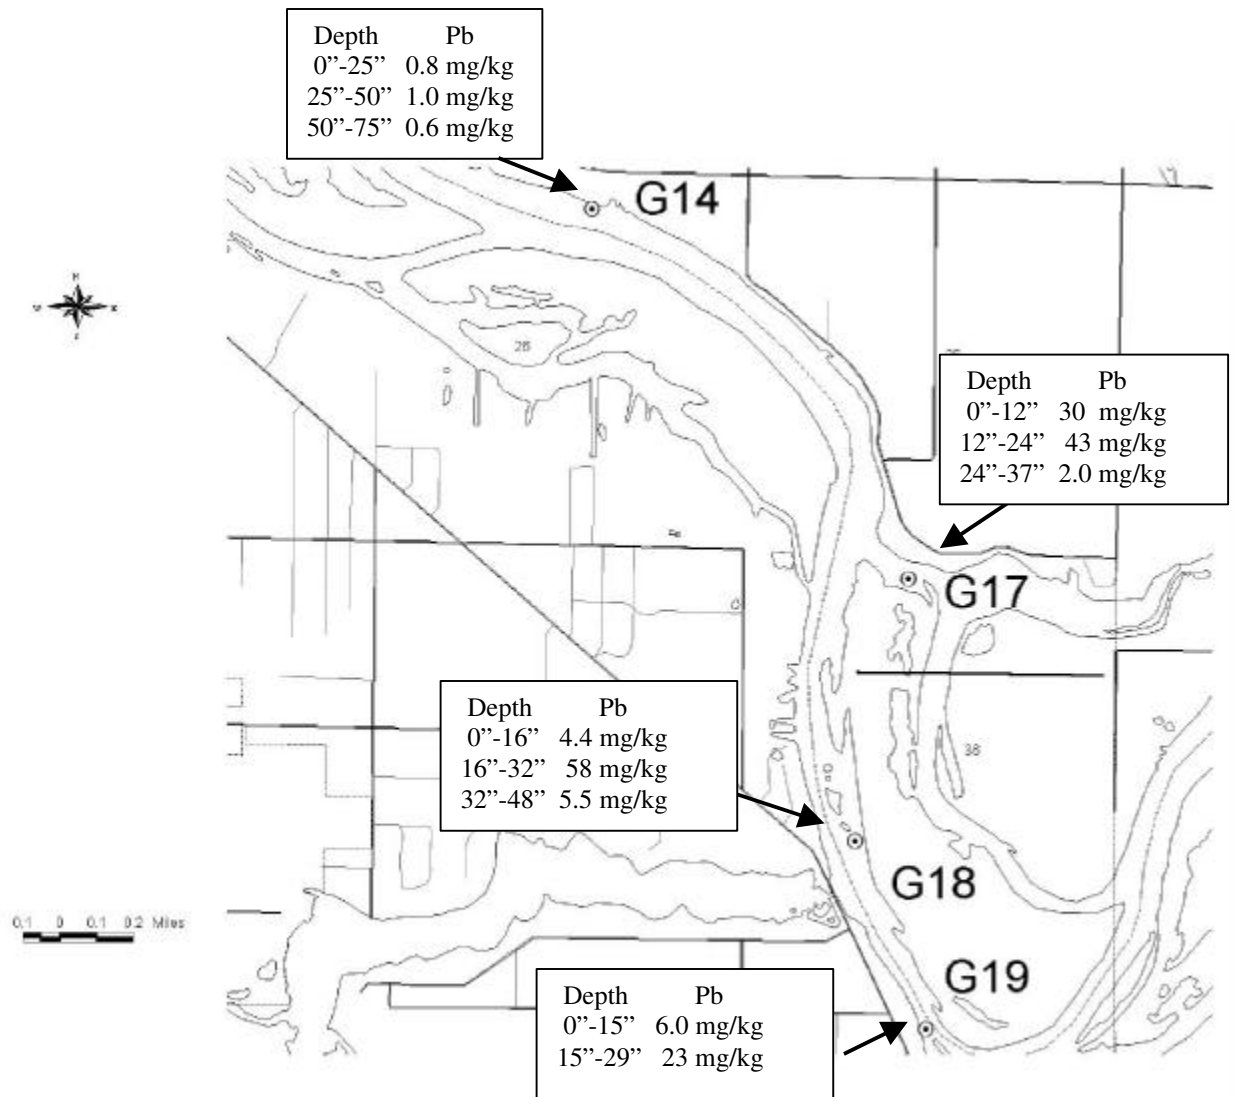 Depth Pb
0”-25” 0.8 mg/kg
25”-50” 1.0 mg/kg
50”-75” 0.6 mg/kg
G14
N
26
Depth Pb
0”-12” 30 mg/kg
12”-24” 43 mg/kg
24”-37” 2.0 mg/kg
G17
Depth Pb
0”-16” 4.4 mg/kg
16”-32” 58 mg/kg
32”-48” 5.5 mg/kg
36
G18
0.1 0 0.1 0.2 Miles
G19
Depth Pb
0”-15” 6.0 mg/kg
15”-29” 23 mg/kg